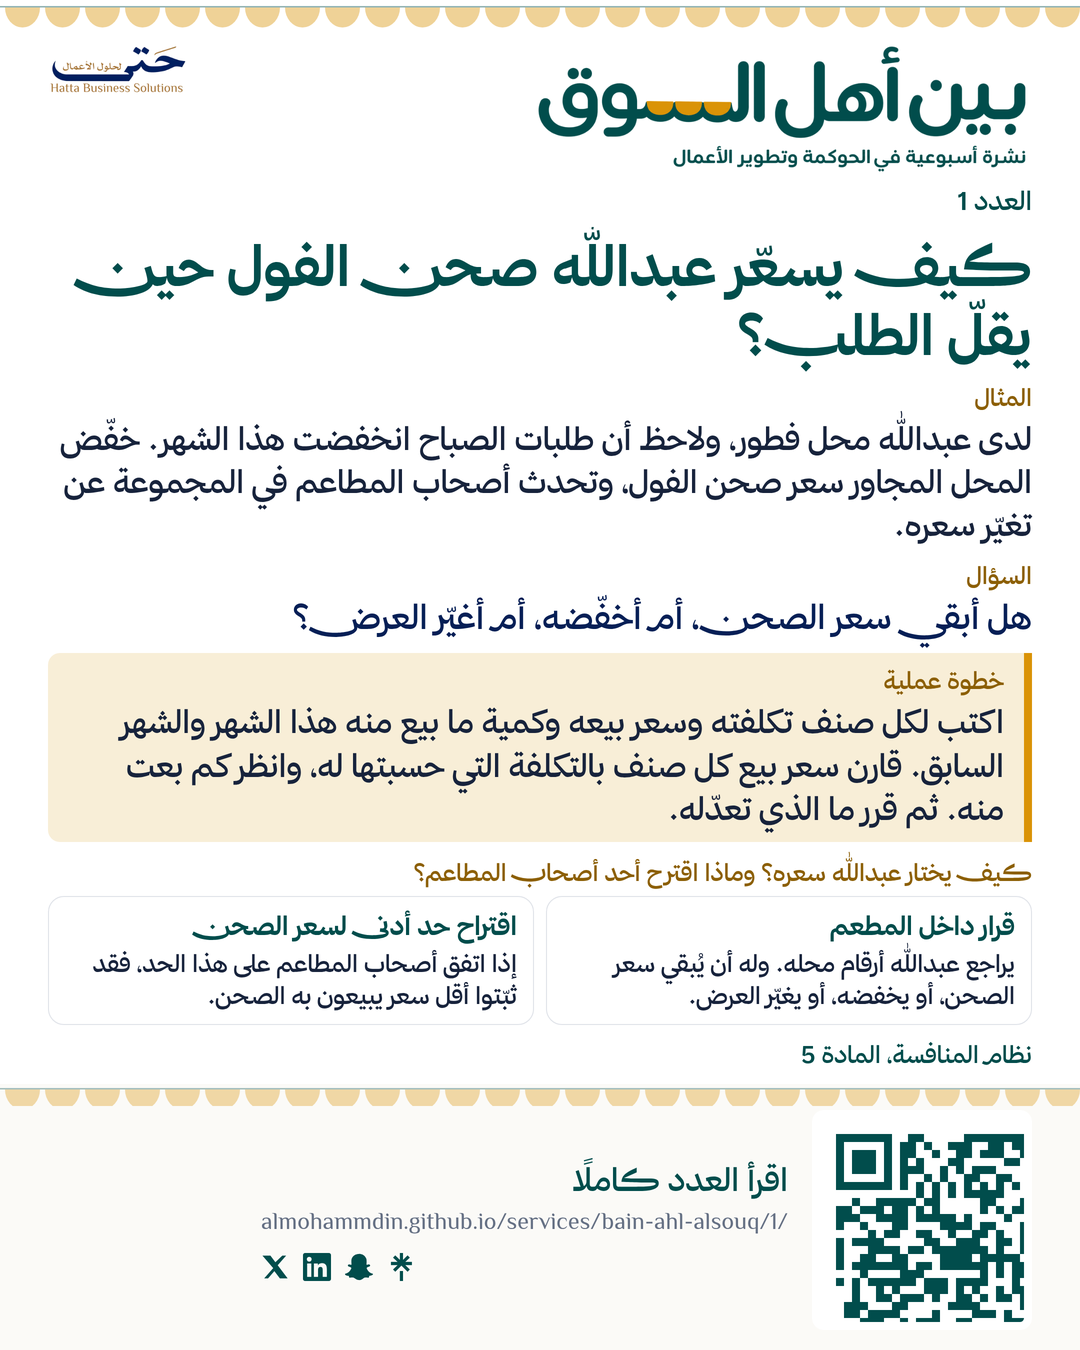 حتى
لحلول الأعمال
Hatta Business Solutions
بين أهل السوق
نشرة أسبوعية في الحوكمة وتطوير الأعمال
العدد 1
كيف يسعّر عبدالله صحن الفول حين
يقلّ الطلب؟
المثال
لدى عبدالله محل فطور، ولاحظ أن طلبات الصباح انخفضت هذا الشهر. خفّض
المحل المجاور سعر صحن الفول، وتحدث أصحاب المطاعم في المجموعة عن
تغيّر سعره.
السؤال
هل أبقي سعر الصحن، أم أخفّضه، أم أغيّر العرض؟
خطوة عملية
اكتب لكل صنف تكلفته وسعر بيعه وكمية ما بيع منه هذا الشهر والشهر
السابق. قارن سعر بيع كل صنف بالتكلفة التي حسبتها له، وانظر كم بعت
منه. ثم قرر ما الذي تعدّله.
كيف يختار عبدالله سعره؟ وماذا اقترح أحد أصحاب المطاعم؟
قرار داخل المطعم
يراجع عبدالله أرقام محله. وله أن يُبقي سعر
الصحن، أو يخفضه، أو يغيّر العرض.
اقتراح حد أدنى لسعر الصحن
إذا اتفق أصحاب المطاعم على هذا الحد، فقد
ثبّتوا أقل سعر يبيعون به الصحن.
نظام المنافسة، المادة 5
اقرأ العدد كاملًا
almohammdin.github.io/services/bain-ahl-alsouq/1/